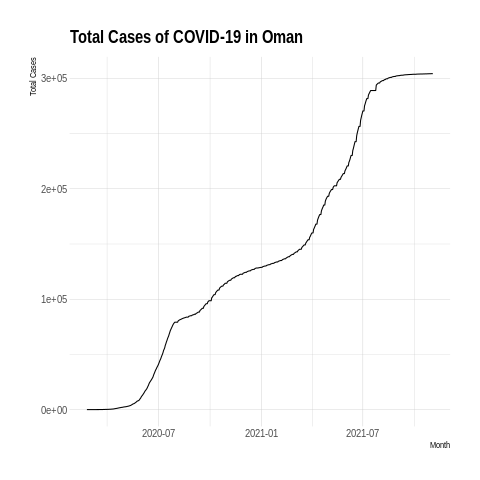 Total Cases of COVID-19 in Oman
Total Cases
3e+05
2e+05
1e+05
0e+00
2020-07 2021-01 2021-07
Month